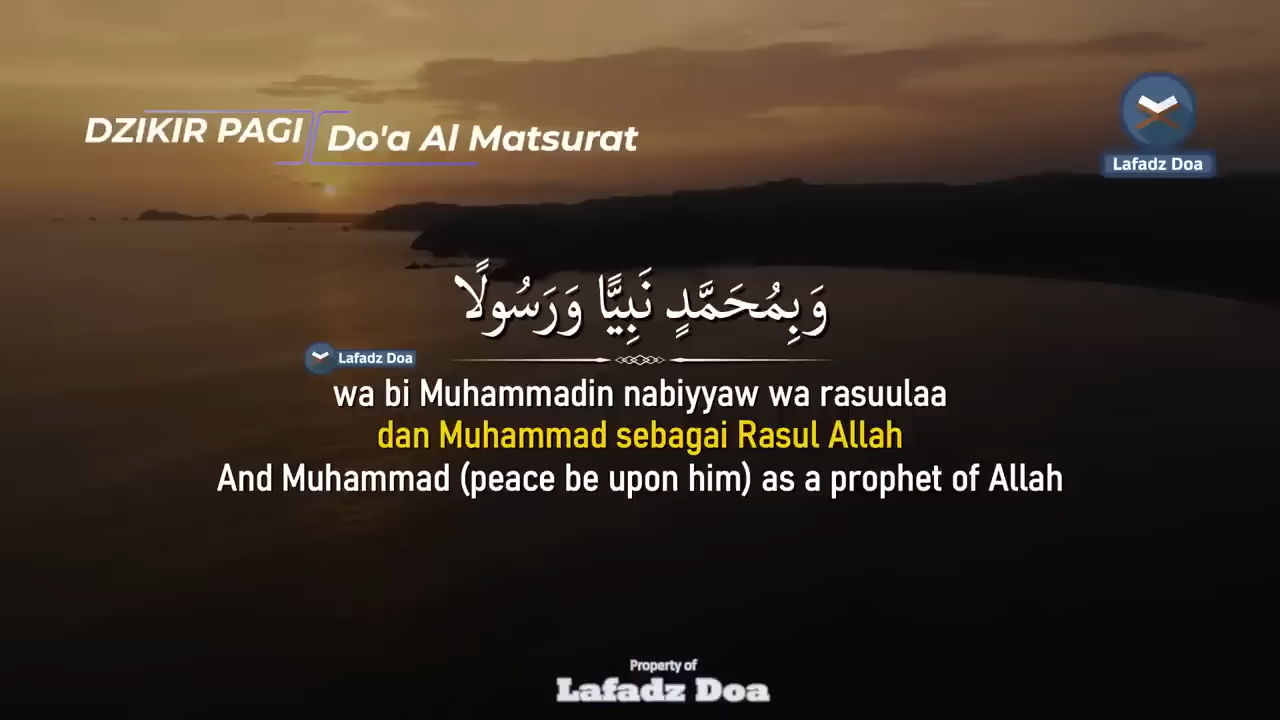 DZIKIR PAGI Do'a Al Matsurat
Lafadz Doa
وَبِمُحَمَّدٍ نَبِيًّا وَرَسُولًا
Lafadz Doa
wa bi Muhammadin nabiyyaw wa rasuulaa
dan Muhammad sebagai Rasul Allah
And Muhammad (peace be upon him) as a prophet of Allah
Property of
Lafadz Doa